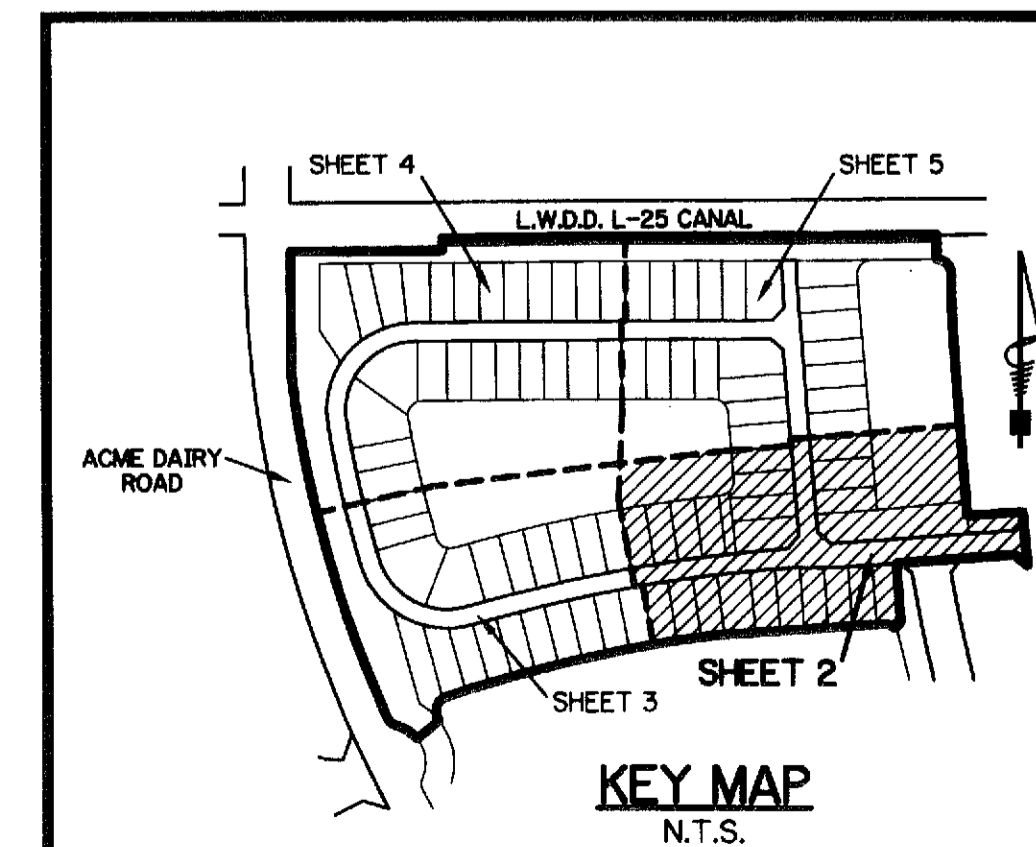 SHEET 4
SHEET 5
L.W.D.D. L-25 CANAL
ACME DAIRY
ROAD
SHEET 2
SHEET 3
KEY MAP
N.T.S.